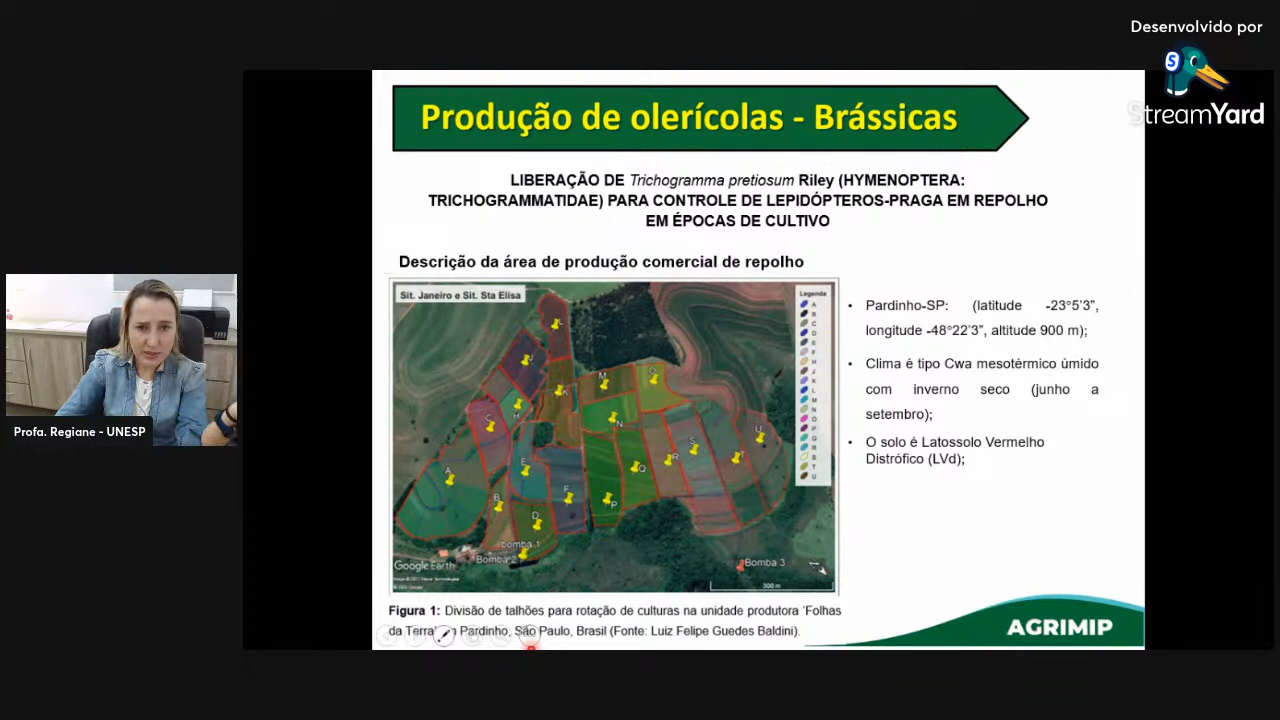 Desenvolvido por
StreamYard
Produção de olerícolas - Brássicas
LIBERAÇÃO DE Trichogramma pretiosum Riley (HYMENOPTERA:
TRICHOGRAMMATIDAE) PARA CONTROLE DE LEPIDÓPTEROS-PRAGA EM REPOLHO
EM ÉPOCAS DE CULTIVO
Descrição da área de produção comercial de repolho
Sit. Janeiro e Sit. Sta Elisa
Legenda
A
B
C
D
E
F
H
J
K
L
M
N
O
P
Q
R
S
T
U
L
J
K
M
O
H
N
C
U
S
T
R
Q
A
E
F
P
B
D
bomba 1
Bomba 2
Bomba 3
Google Earth
300 m
• Pardinho-SP: (latitude -23°5'3”,
longitude -48°22'3”, altitude 900 m);
• Clima é tipo Cwa mesotérmico úmido
com inverno seco (junho a
setembro);
• O solo é Latossolo Vermelho
Distrófico (LVd);
Figura 1: Divisão de talhões para rotação de culturas na unidade produtora ‘Folhas
da Terra' Pardinho, São Paulo, Brasil (Fonte: Luiz Felipe Guedes Baldini).
AGRIMIP
Profa. Regiane - UNESP